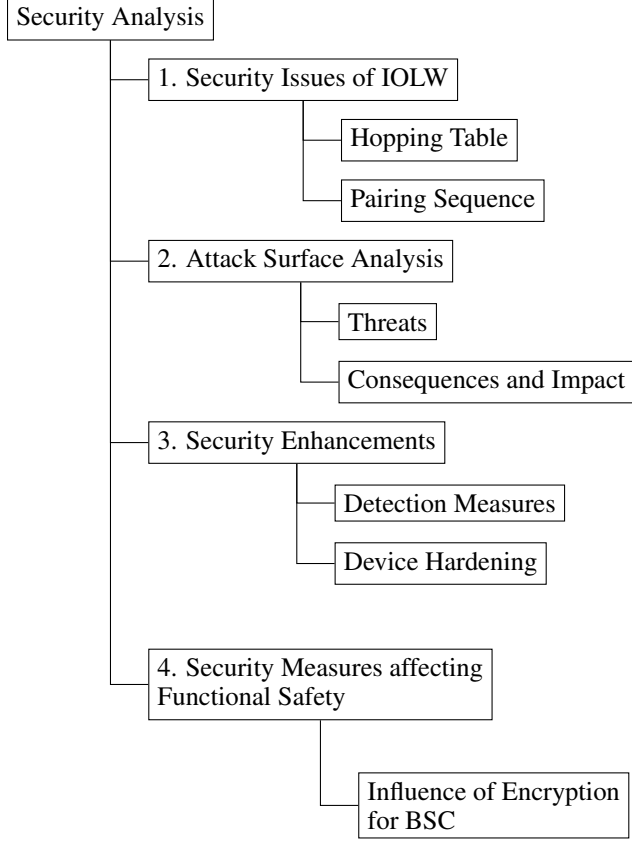 Security Analysis
1. Security Issues of IOLW
Hopping Table
Pairing Sequence
2. Attack Surface Analysis
Threats
Consequences and Impact
3. Security Enhancements
Detection Measures
Device Hardening
4. Security Measures affecting
Functional Safety
Influence of Encryption
for BSC